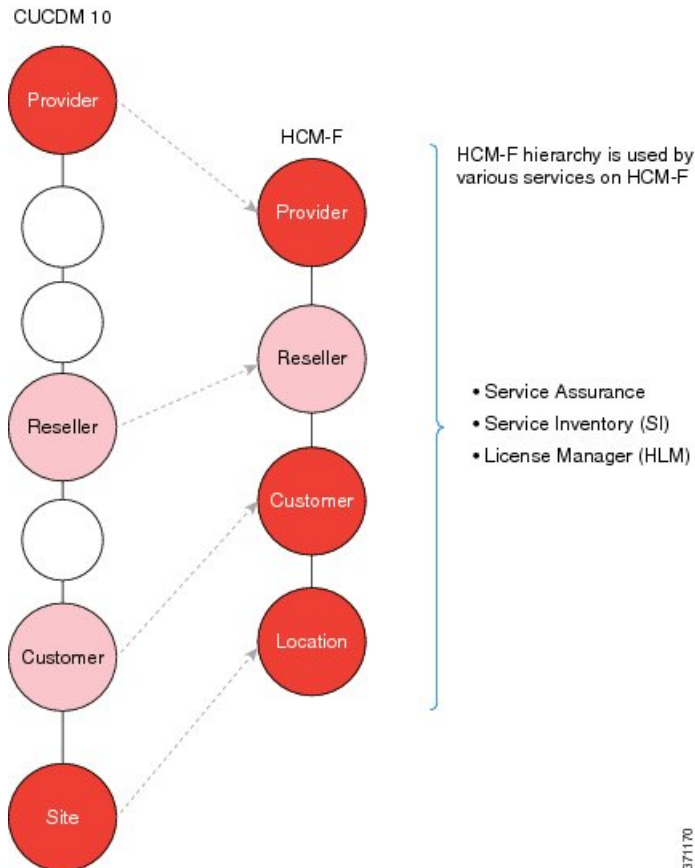 CUCDM 10
Provider
Reseller
Customer
Site
HCM-F
Provider
Reseller
Customer
Location
HCM-F hierarchy is used by
various services on HCM-F
• Service Assurance
• Service Inventory (SI)
• License Manager (HLM)
371170